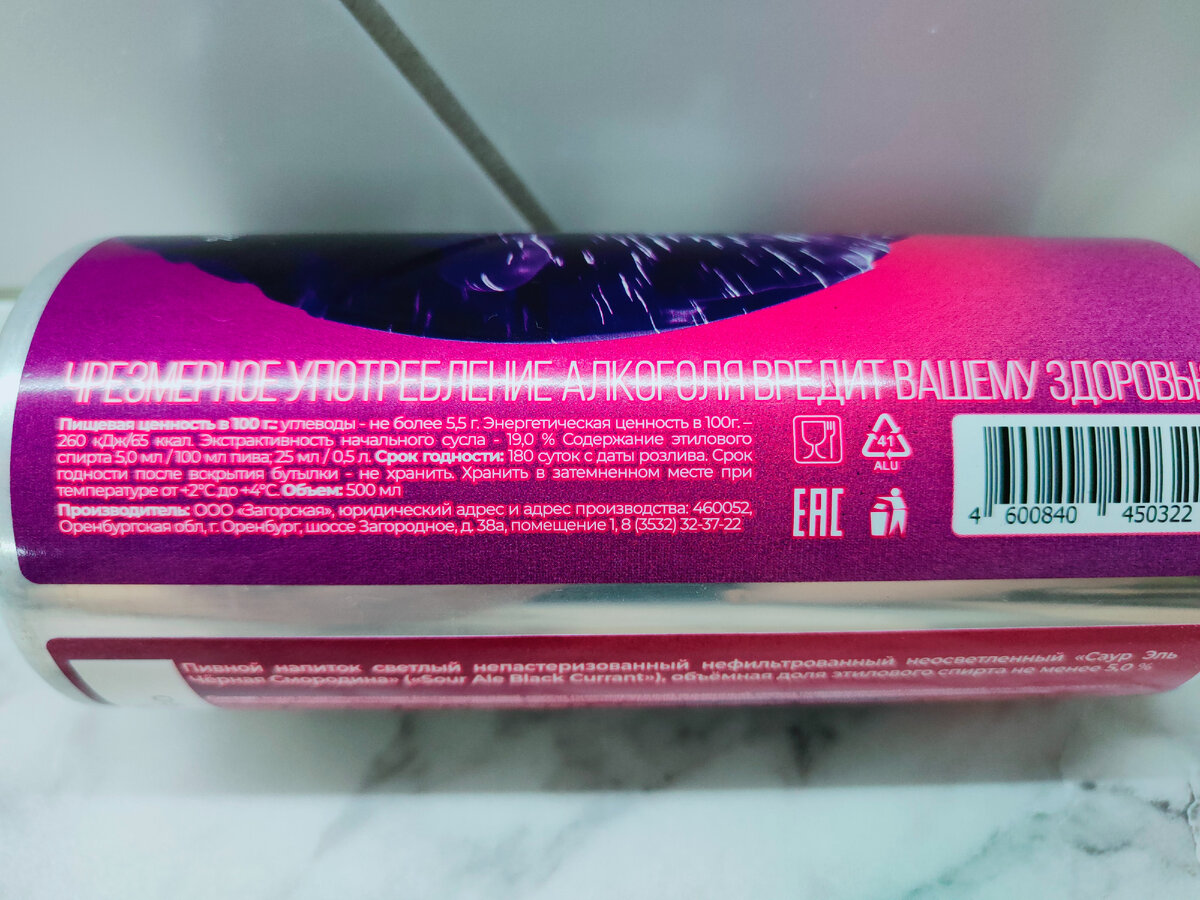 ЧРЕЗМЕРНОЕ УПОТРЕБЛЕНИЕ АЛКОГОЛЯ ВРЕДИТ ВАШЕМУ ЗДОРОВЬ
Пищевая ценность в 100 г.: углеводы - не более 5,5 г. Энергетическая ценность в 100г. –
260 кДж/65 ккал. Экстрактивность начального сусла - 19,0 % Содержание этилового
спирта 5,0 мл / 100 мл пива; 25 мл / 0,5 л. Срок годности: 180 суток с даты розлива. Срок
годности после вскрытия бутылки - не хранить. Хранить в затемненном месте при
температуре от +2°C до +4°C. Объем: 500 мл
Производитель: ООО «Загорская», юридический адрес и адрес производства: 460052,
Оренбургская обл, г. Оренбург, шоссе Загородное, д. 38а, помещение 1, 8 (3532) 32-37-22
41
ALU
EAC
4 600840 450322
Пивной напиток светлый непастеризованный нефильтрованный неосветленный «Саур Эль
Чёрная Смородина» («Sour Ale Black Currant»), объёмная доля этилового спирта не менее 5,0 %